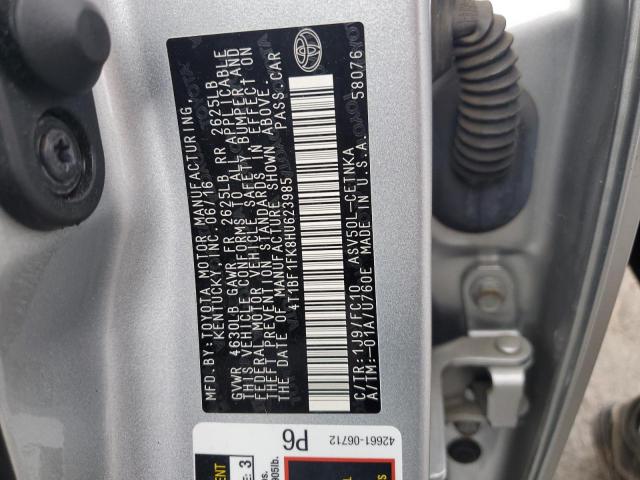 MFD.BY:TOYOTA MOTOR MANUFACTURING,
KENTUCKY,INC. 06/16
GVWR 4630LB GAWR FR 2625LB RR 2625LB
THIS VEHICLE CONFORMS TO ALL APPLICABLE
FEDERAL MOTOR VEHICLE SAFETY BUMPER AND
THEFT PREVENTION STANDARDS IN EFFECT ON
THE DATE OF MANUFACTURE SHOWN ABOVE.
4T1BF1FK8HU623985 PASS.CAR
C/TR:1J9/FC10 ASV50L-CETNKA
A/TM:-01A/U760E MADE IN U.S.A. 58076
42661-06712
P6
3
905lb.